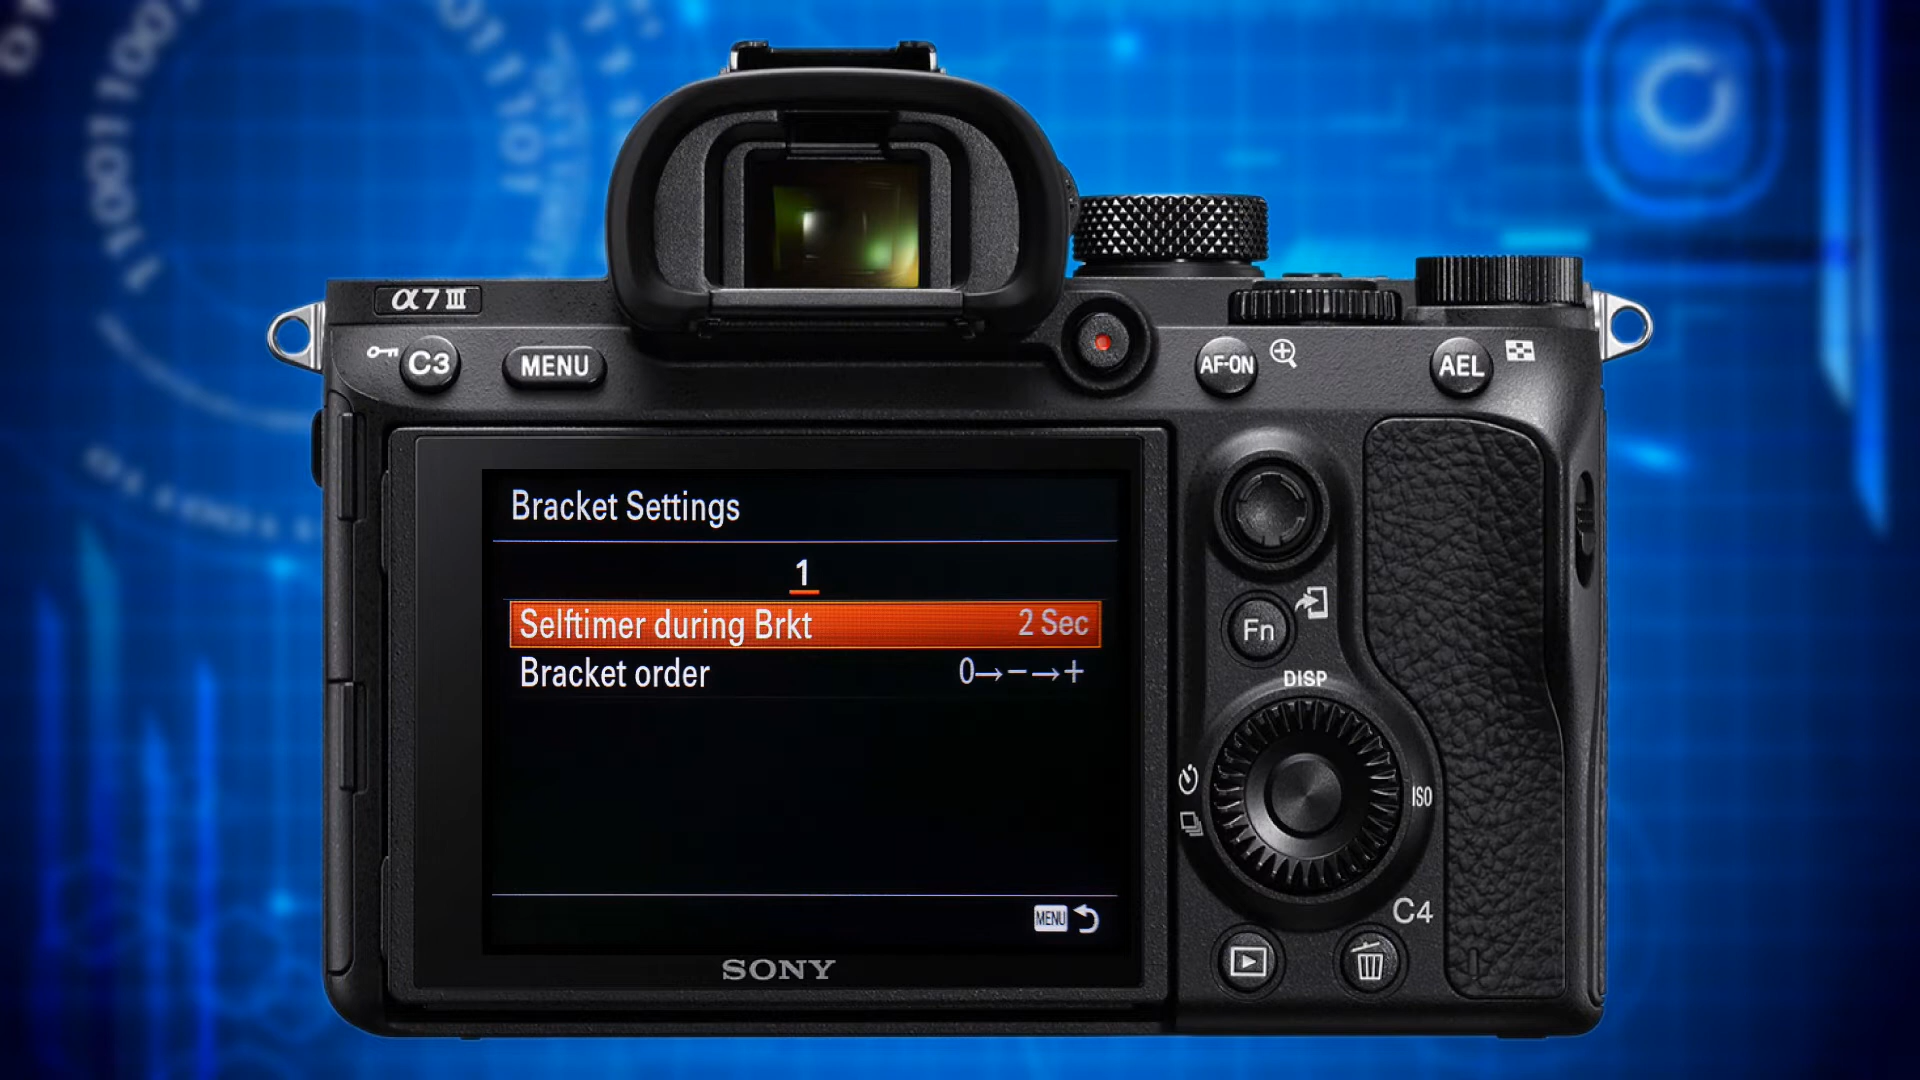 α7III
C3
MENU
AF-ON
AEL
Bracket Settings
1
Selftimer during Brkt 2 Sec
Bracket order 0→−→+
MENU
SONY
Fn
DISP
ISO
C4